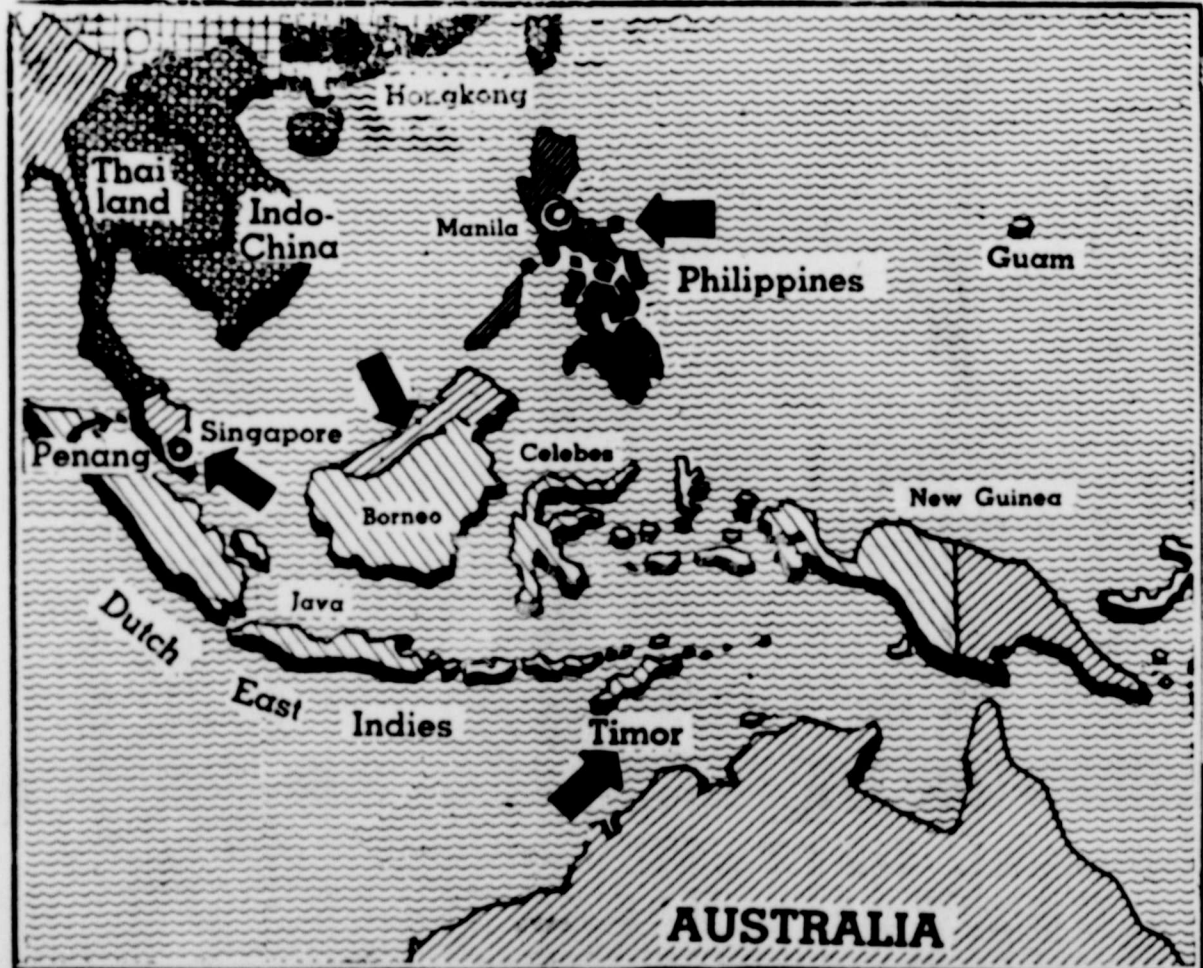 Hongkong
Thai
land
Indo-
China
Manila
Guam
Philippines
Singapore
Penang
Celebes
New Guinea
Borneo
Java
Dutch
East
Indies
Timor
AUSTRALIA